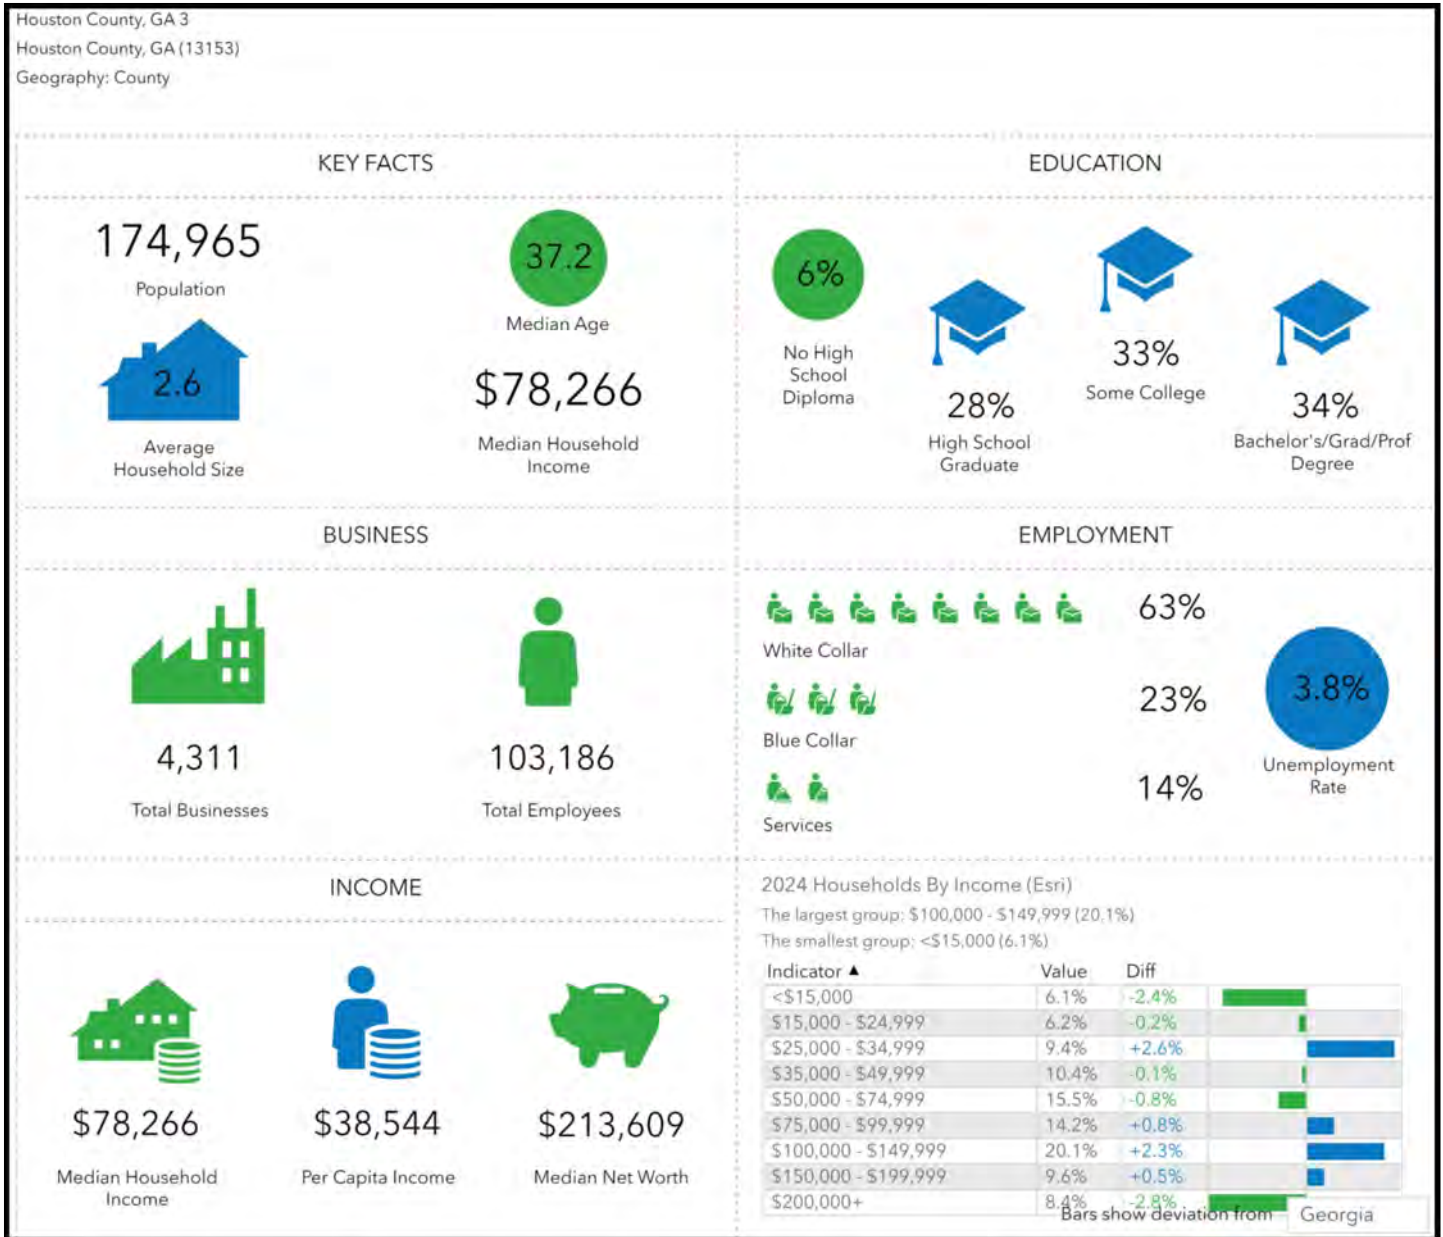 Houston County, GA 3
Houston County, GA (13153)
Geography: County
KEY FACTS
174,965
Population
37.2
Median Age
2.6
Average
Household Size
$78,266
Median Household
Income
EDUCATION
6%
No High
School
Diploma
28%
High School
Graduate
33%
Some College
34%
Bachelor's/Grad/Prof
Degree
BUSINESS
4,311
Total Businesses
103,186
Total Employees
EMPLOYMENT
63%
White Collar
23%
Blue Collar
14%
Services
3.8%
Unemployment
Rate
INCOME
$78,266
Median Household
Income
$38,544
Per Capita Income
$213,609
Median Net Worth
2024 Households By Income (Esri)
The largest group: $100,000 - $149,999 (20.1%)
The smallest group: <$15,000 (6.1%)
Indicator ▲ Value Diff
<$15,000 6.1% -2.4%
$15,000 - $24,999 6.2% -0.2%
$25,000 - $34,999 9.4% +2.6%
$35,000 - $49,999 10.4% -0.1%
$50,000 - $74,999 15.5% -0.8%
$75,000 - $99,999 14.2% +0.8%
$100,000 - $149,999 20.1% +2.3%
$150,000 - $199,999 9.6% +0.5%
$200,000+ 8.4% -2.8%
Bars show deviation from Georgia